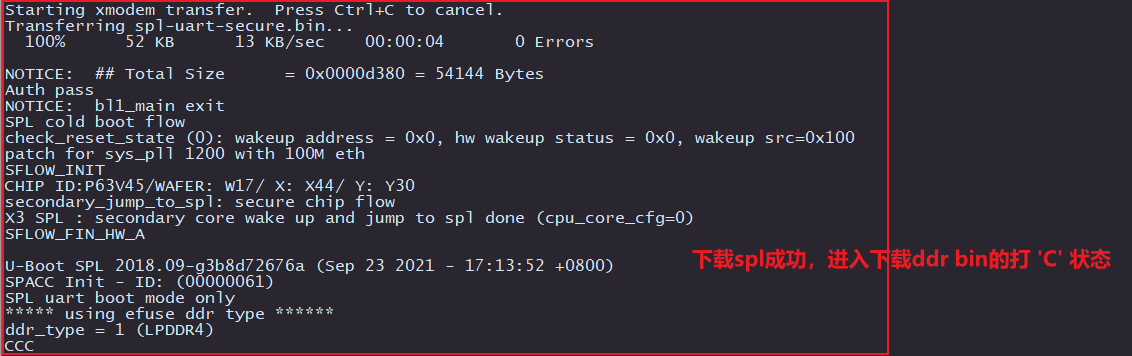 Starting xmodem transfer.  Press Ctrl+C to cancel.
Transferring spl-uart-secure.bin...
  100%      52 KB      13 KB/sec    00:00:04       0 Errors
NOTICE:  ## Total Size      = 0x0000d380 = 54144 Bytes
Auth pass
NOTICE:  bl1_main exit
SPL cold boot flow
check_reset_state (0): wakeup address = 0x0, hw wakeup status = 0x0, wakeup src=0x100
patch for sys_pll 1200 with 100M eth
SFLOW_INIT
CHIP ID:P63V45/WAFER: W17/ X: X44/ Y: Y30
secondary_jump_to_spl: secure chip flow
X3 SPL : secondary core wake up and jump to spl done (cpu_core_cfg=0)
SFLOW_FIN_HW_A
下载spl成功，进入下载ddr bin的打 'C' 状态
U-Boot SPL 2018.09-g3b8d72676a (Sep 23 2021 - 17:13:52 +0800)
SPACC Init - ID: (00000061)
SPL uart boot mode only
***** using efuse ddr type ******
ddr_type = 1 (LPDDR4)
CCC